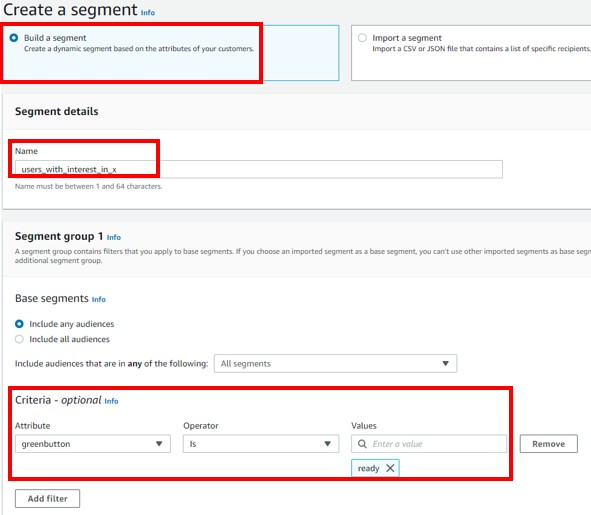 Create a segment Info
Build a segment
Create a dynamic segment based on the attributes of your customers.
Import a segment
Import a CSV or JSON file that contains a list of specific recipients.
Segment details
Name
users_with_interest_in_x
Name must be between 1 and 64 characters.
Segment group 1 Info
A segment group contains filters that you apply to base segments. If you choose an imported segment as a base segment, you can't use other imported segments as base
additional segment group.
Base segments Info
Include any audiences
Include all audiences
Include audiences that are in any of the following: All segments
Criteria - optional Info
Attribute Operator Values
greenbutton Is Enter a value Remove
ready
Add filter